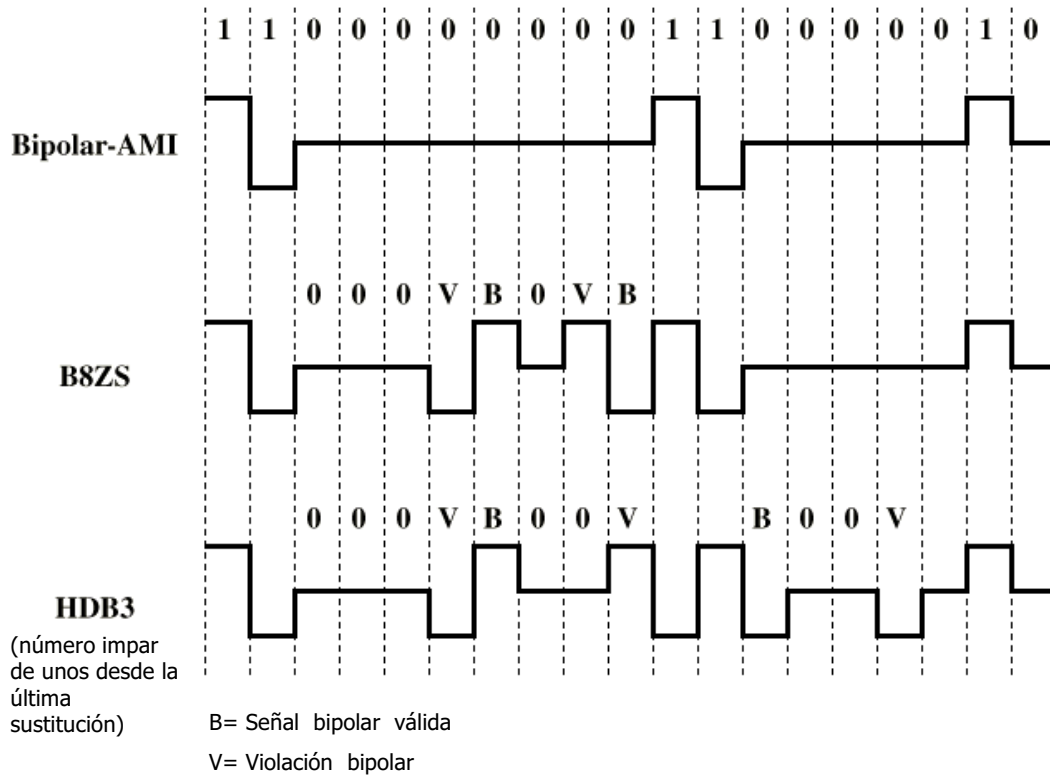 1 1 0 0 0 0 0 0 0 0 1 1 0 0 0 0 0 1 0
Bipolar-AMI
0 0 0 V B 0 V B
B8ZS
0 0 0 V B 0 0 V B 0 0 V
HDB3
(número impar
de unos desde la
última
sustitución)
B= Señal bipolar válida
V= Violación bipolar